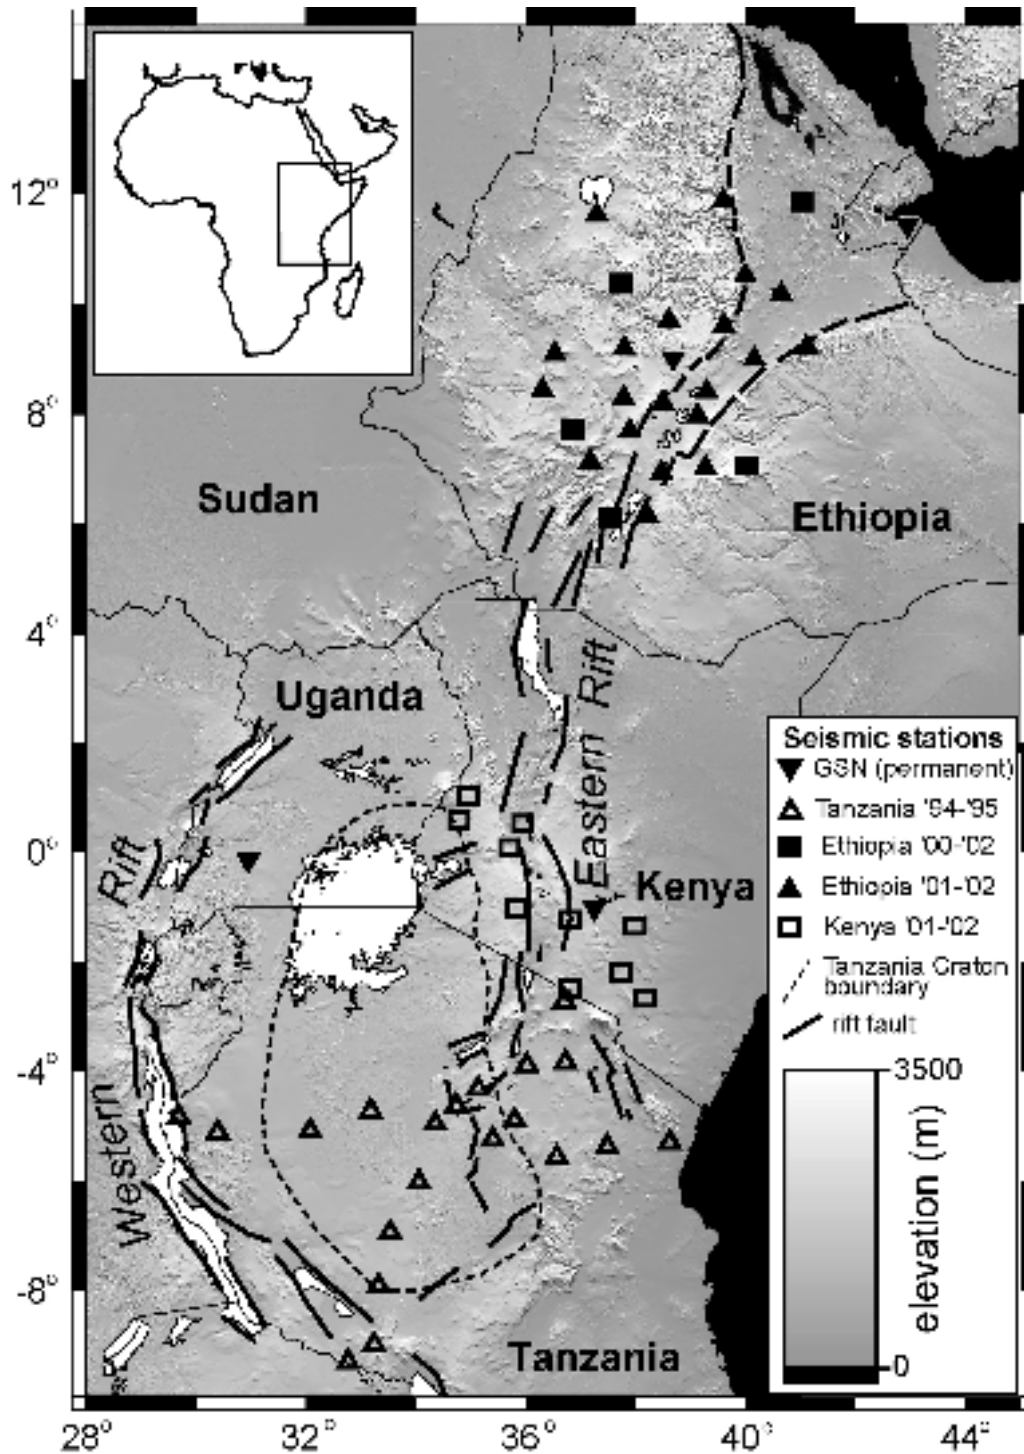 12°
8°
4°
0°
-4°
-8°
28°
32°
36°
40°
44°
Sudan
Ethiopia
Uganda
Eastern Rift
Kenya
Western Rift
Tanzania
Seismic stations
GSN (permanent)
Tanzania '94-'95
Ethiopia '00-'02
Ethiopia '01-'02
Kenya '01-'02
Tanzania Craton
boundary
rift fault
3500
elevation (m)
0